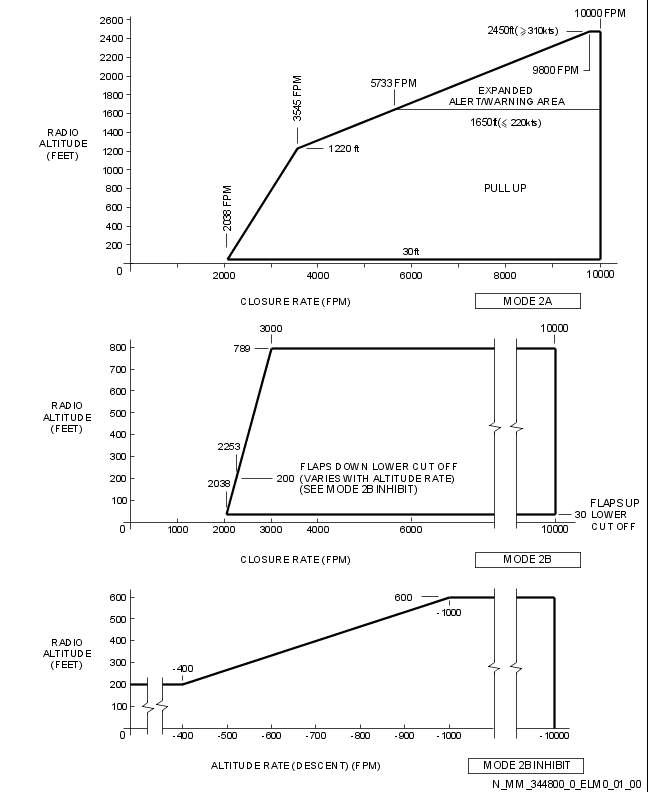 10000 FPM
2600
2400
2200
2000
1800
1600
1400
1200
1000
800
600
400
200
0
2450ft(⩾310kts)
9800 FPM
5733 FPM
EXPANDED
ALERT/WARNING AREA
1650ft(⩽ 220kts)
3545 FPM
1220 ft
RADIO
ALTITUDE
(FEET)
PULL UP
2038 FPM
30ft
2000
4000
6000
8000
10000
CLOSURE RATE (FPM)
MODE 2A
3000
10000
800
700
600
500
400
300
200
100
0
789
RADIO
ALTITUDE
(FEET)
2253
2038
200
FLAPS DOWN LOWER CUT OFF
(VARIES WITH ALTITUDE RATE)
(SEE MODE 2B INHIBIT)
30
FLAPS UP
LOWER
CUT OFF
1000
2000
3000
4000
6000
10000
CLOSURE RATE (FPM)
MODE 2B
600
500
400
300
200
100
0
600
-1000
RADIO
ALTITUDE
(FEET)
-400
-400
-500
-600
-700
-800
-900
-1000
-10000
ALTITUDE RATE (DESCENT) (FPM)
MODE 2B INHIBIT
N_MM_344800_0_ELM0_01_00